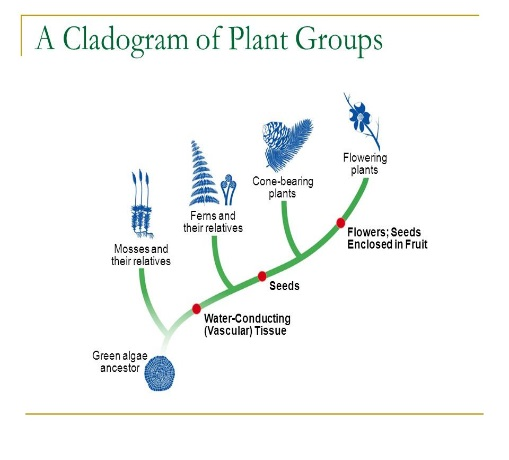 A Cladogram of Plant Groups
Flowering
plants
Cone-bearing
plants
Ferns and
their relatives
Mosses and
their relatives
Flowers; Seeds
Enclosed in Fruit
Seeds
Water-Conducting
(Vascular) Tissue
Green algae
ancestor